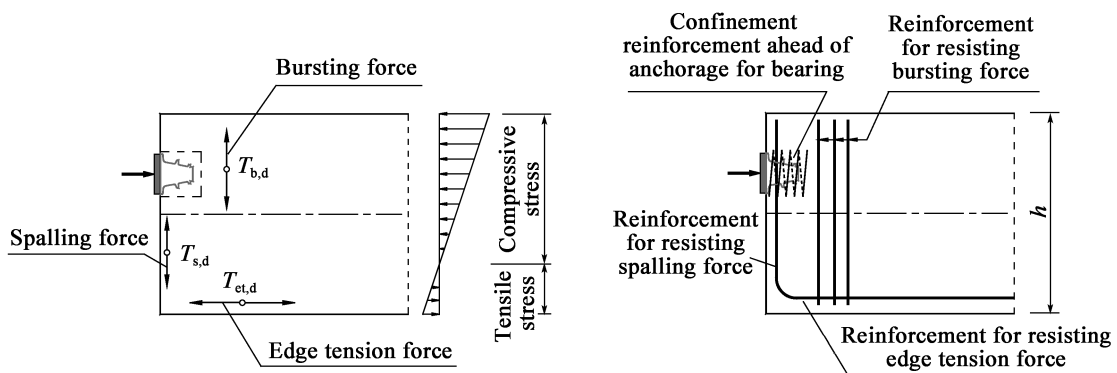 Bursting force
T_b,d
Spalling force
T_s,d
T_et,d
Edge tension force
Compressive
stress
Tensile
stress
Confinement
reinforcement ahead of
anchorage for bearing
Reinforcement
for resisting
bursting force
Reinforcement
for resisting
spalling force
h
Reinforcement for resisting
edge tension force